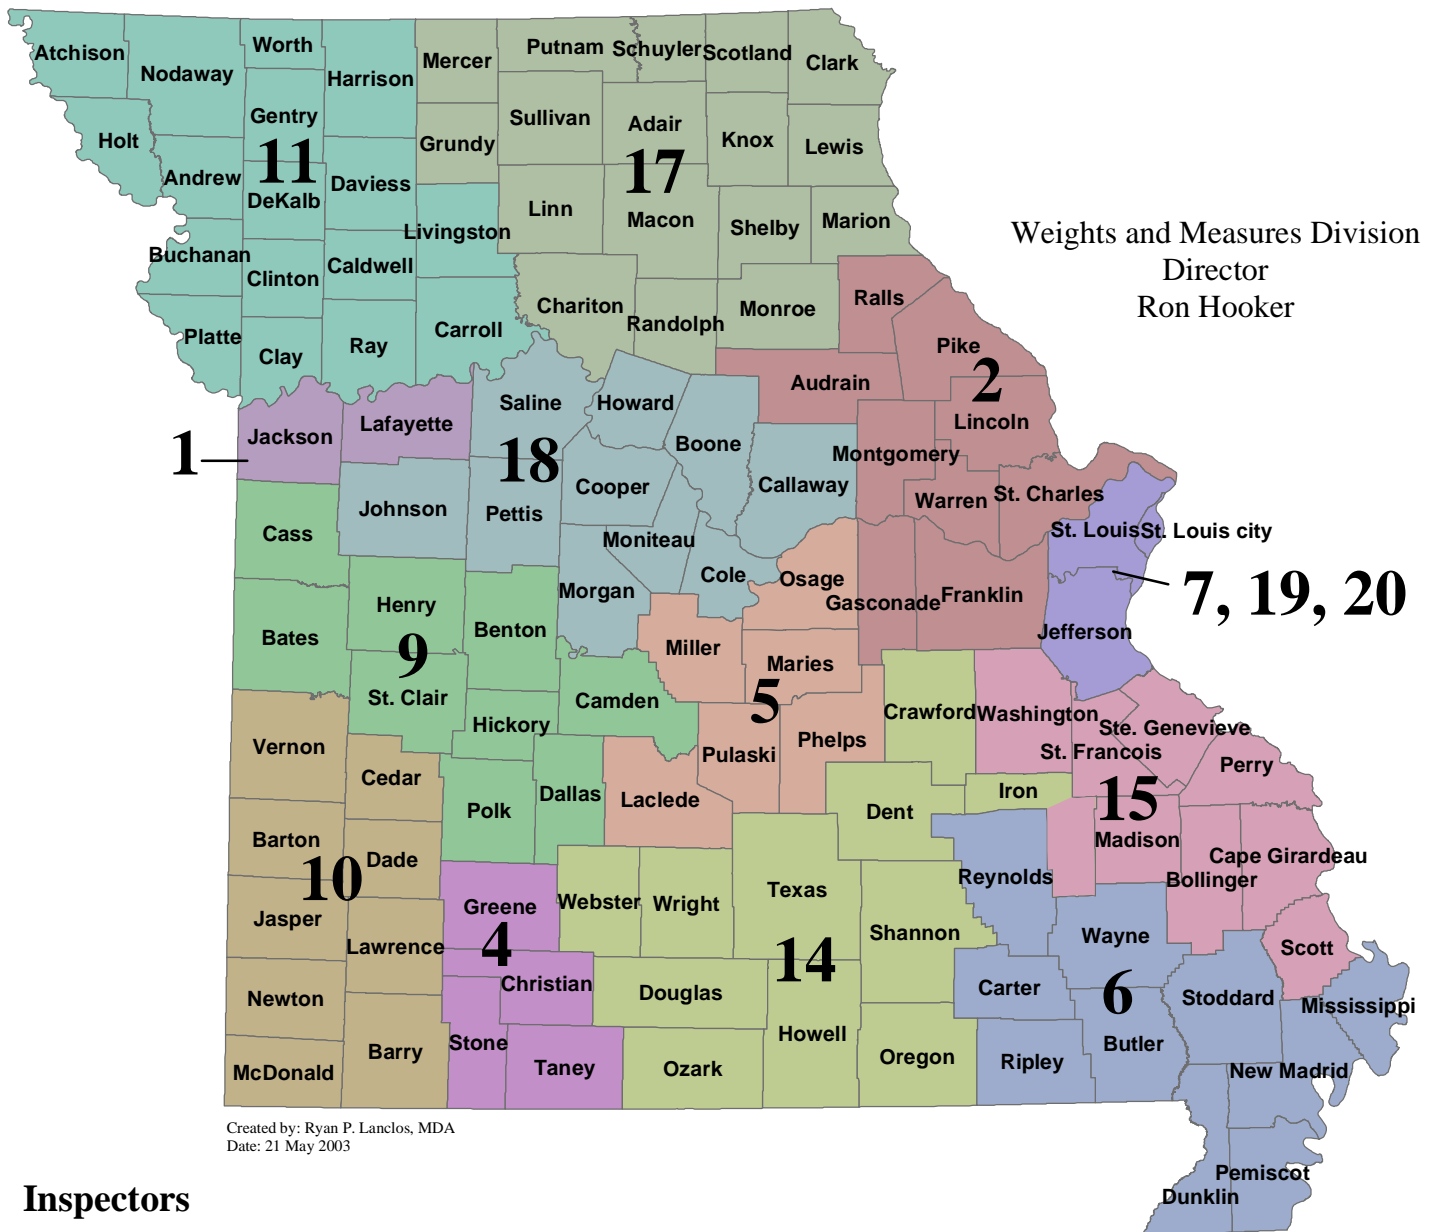 Atchison
Nodaway
Worth
Harrison
Mercer
Putnam
Schuyler
Scotland
Clark
Holt
Gentry
Sullivan
Adair
Knox
Lewis
Grundy
11
17
Andrew
DeKalb
Daviess
Livingston
Linn
Macon
Shelby
Marion
Weights and Measures Division
Director
Ron Hooker
Buchanan
Clinton
Caldwell
Chariton
Randolph
Monroe
Ralls
Platte
Clay
Ray
Carroll
Pike
2
Audrain
Lincoln
Jackson
Lafayette
Saline
Howard
Boone
1
18
Montgomery
Callaway
Cooper
Warren
St. Charles
Johnson
Pettis
Cass
Moniteau
St. Louis
St. Louis city
Cole
Osage
Morgan
Gasconade
Franklin
7, 19, 20
Henry
Benton
Bates
Miller
Maries
Jefferson
9
St. Clair
Camden
5
Hickory
Crawford
Washington
Ste. Genevieve
Vernon
Pulaski
Phelps
St. Francois
Perry
Cedar
Polk
Dallas
Laclede
Dent
Iron
15
Barton
Dade
Madison
Cape Girardeau
10
Reynolds
Bollinger
Jasper
Greene
Webster
Wright
Texas
Lawrence
4
Shannon
Wayne
Scott
14
Newton
Christian
Douglas
Carter
6
Stoddard
Mississippi
Howell
Barry
Stone
Oregon
Ripley
Butler
McDonald
Taney
Ozark
New Madrid
Created by: Ryan P. Lanclos, MDA
Date: 21 May 2003
Pemiscot
Dunklin
Inspectors